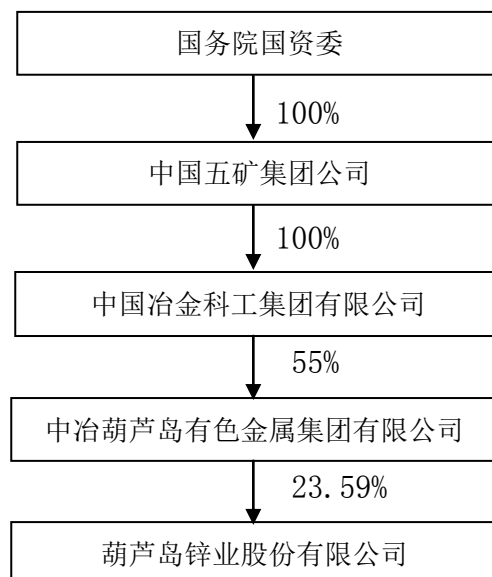 国务院国资委
100%
中国五矿集团公司
100%
中国冶金科工集团有限公司
55%
中冶葫芦岛有色金属集团有限公司
23.59%
葫芦岛锌业股份有限公司